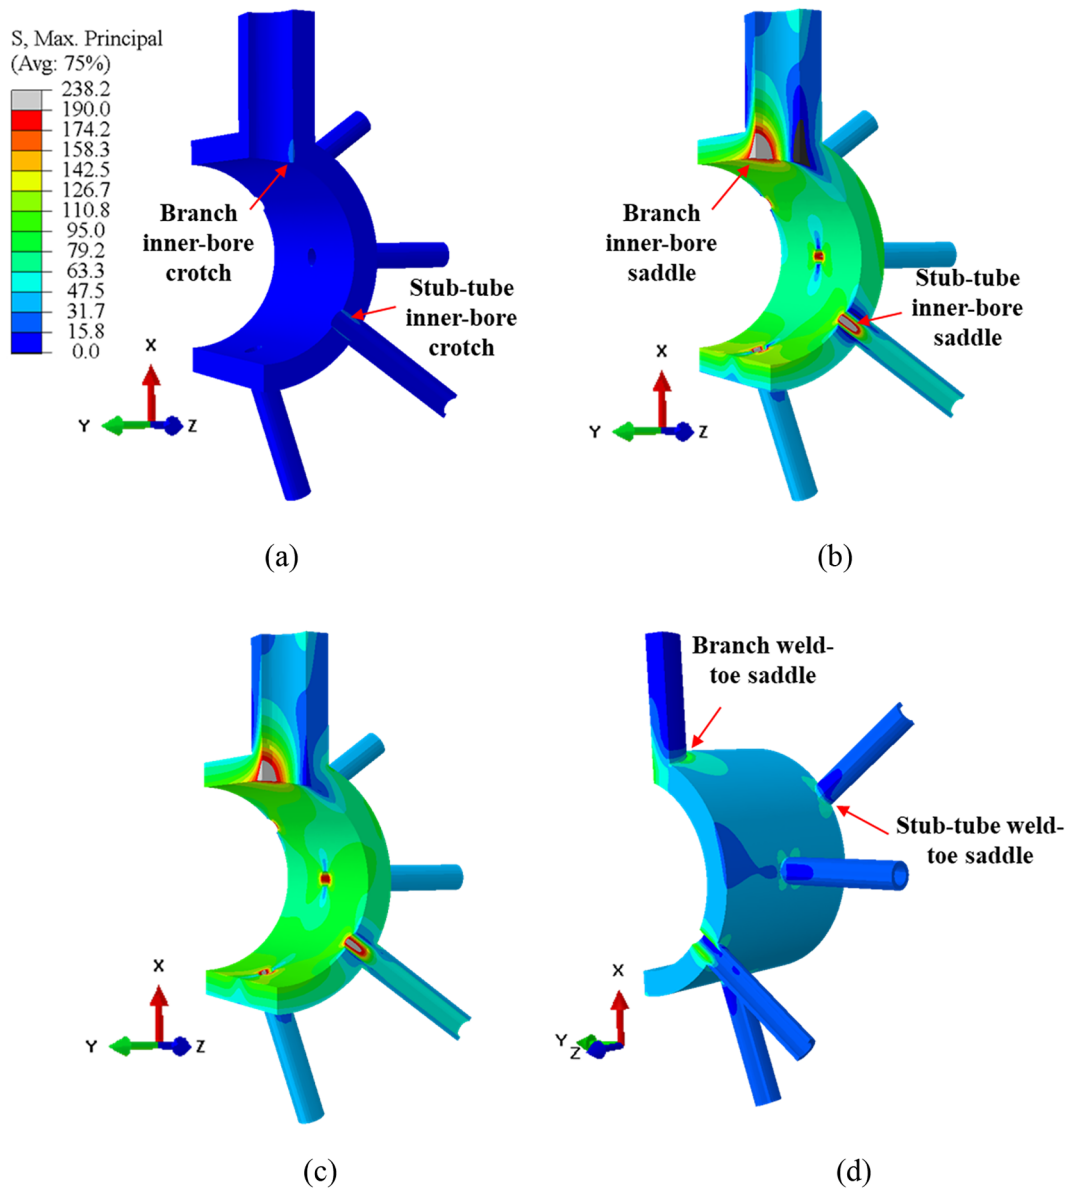 S, Max. Principal
(Avg: 75%)
238.2
190.0
174.2
158.3
142.5
126.7
110.8
95.0
79.2
63.3
47.5
31.7
15.8
0.0
Branch
inner-bore
crotch
Stub-tube
inner-bore
crotch
X
Y
Z
(a)
Branch
inner-bore
saddle
Stub-tube
inner-bore
saddle
X
Y
Z
(b)
X
Y
Z
(c)
Branch weld-
toe saddle
Stub-tube weld-
toe saddle
X
Y
Z
(d)